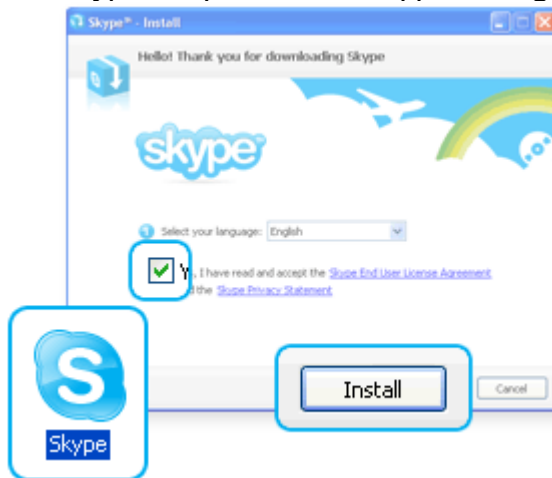 Skype™ - Install
Hello! Thank you for downloading Skype
skype
Select your language: English
Y , I have read and accept the Skype End User License Agreement
d the Skype Privacy Statement
S
Install
Cancel
Skype